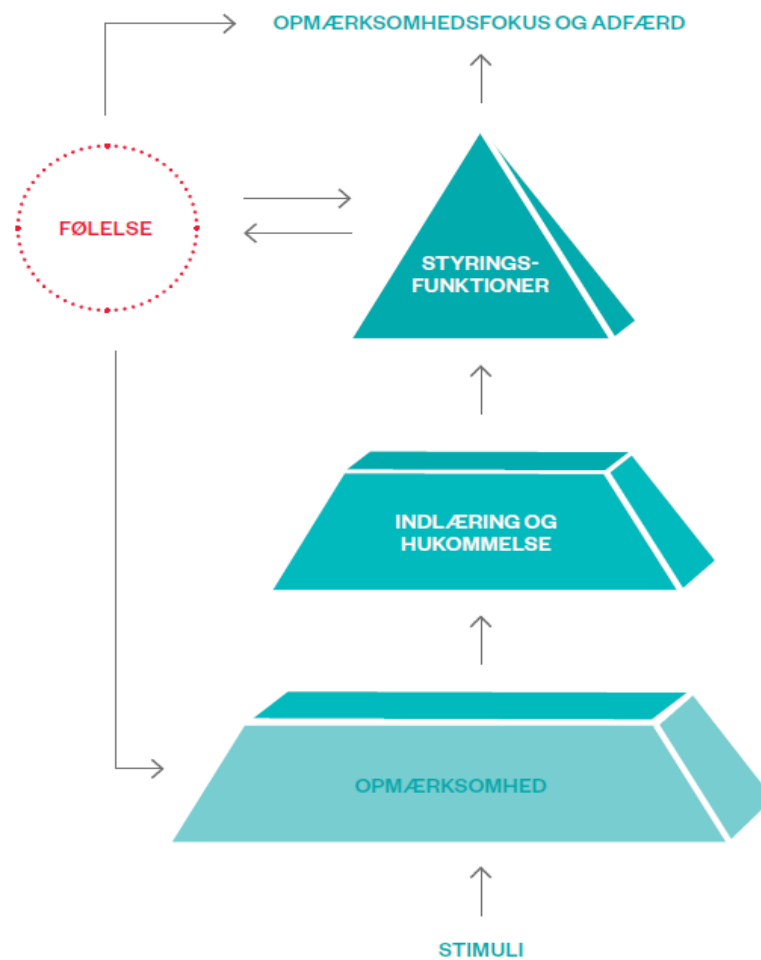 OPMÆRKSOMHEDSFOKUS OG ADFÆRD
FØLELSE
STYRINGS-
FUNKTIONER
INDLÆRING OG
HUKOMMELSE
OPMÆRKSOMHED
STIMULI